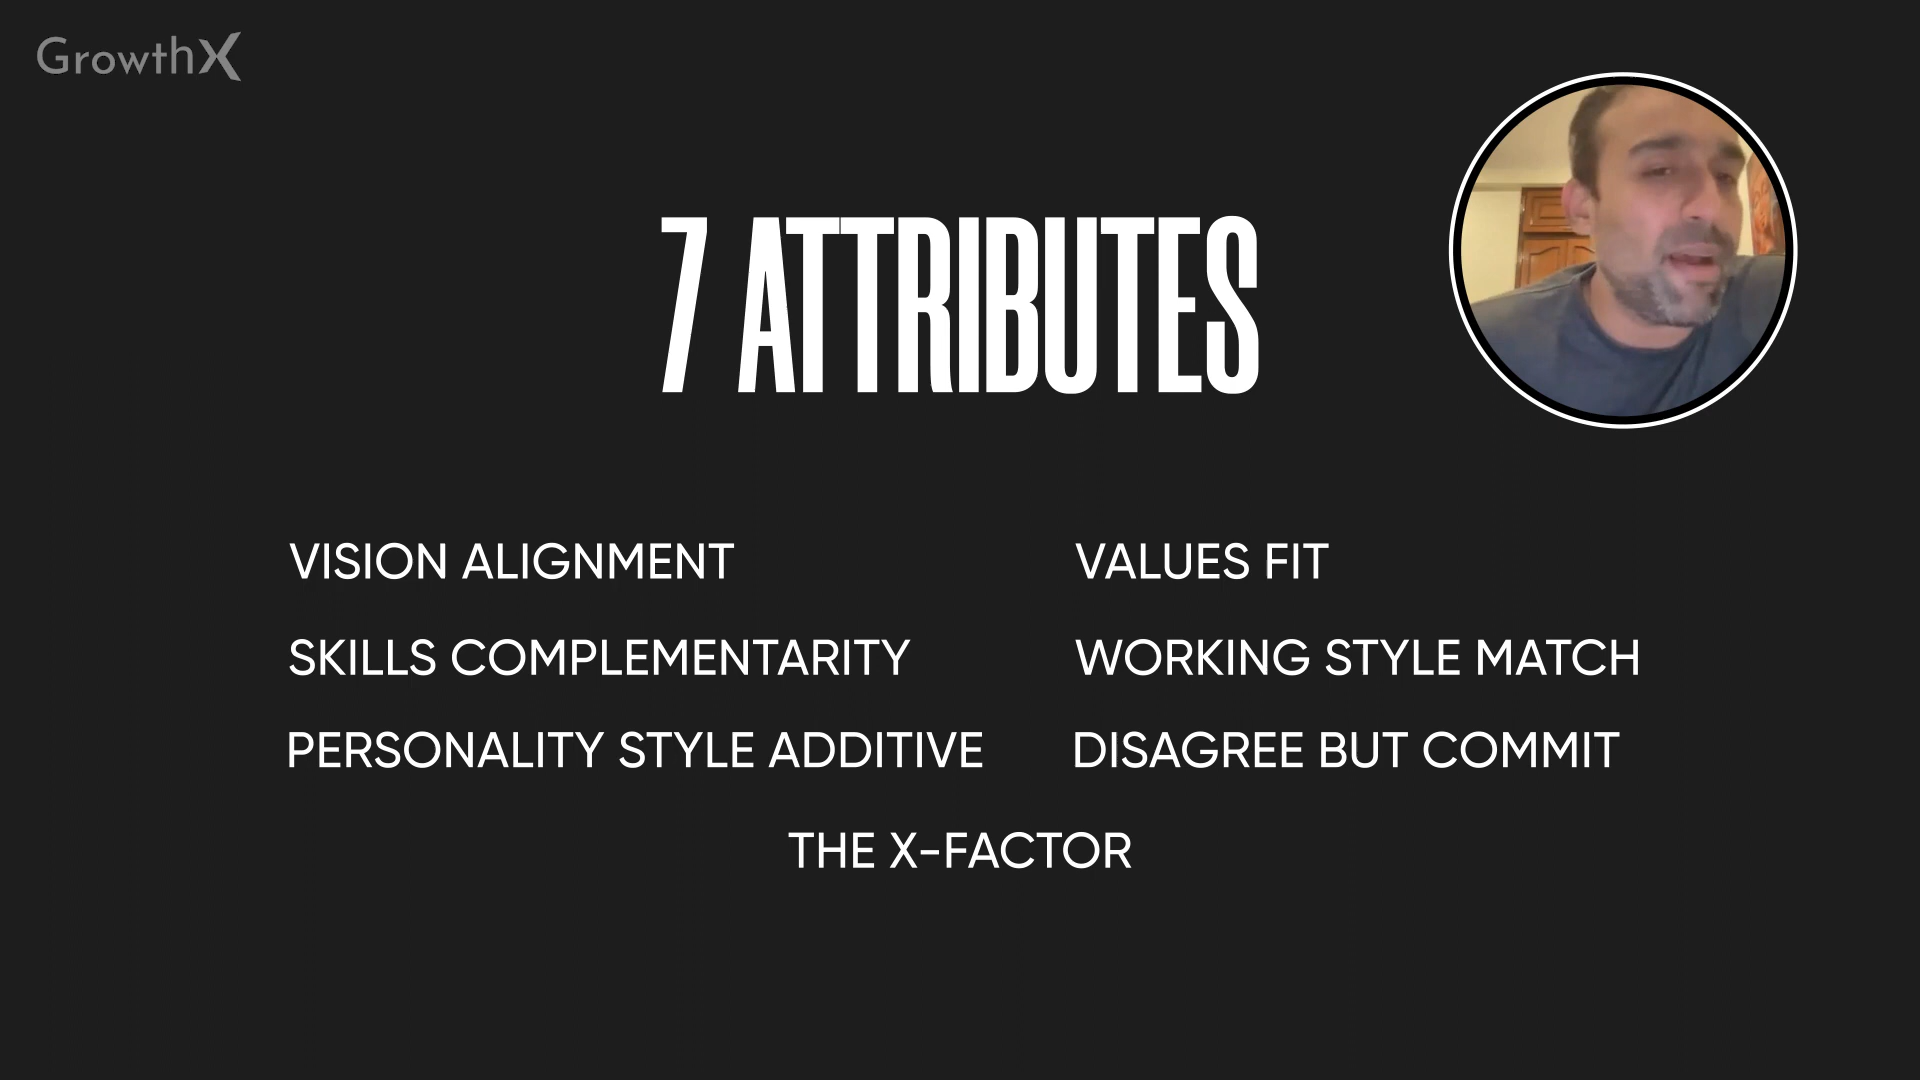 GrowthX
7 ATTRIBUTES
VISION ALIGNMENT
VALUES FIT
SKILLS COMPLEMENTARITY
WORKING STYLE MATCH
PERSONALITY STYLE ADDITIVE
DISAGREE BUT COMMIT
THE X-FACTOR